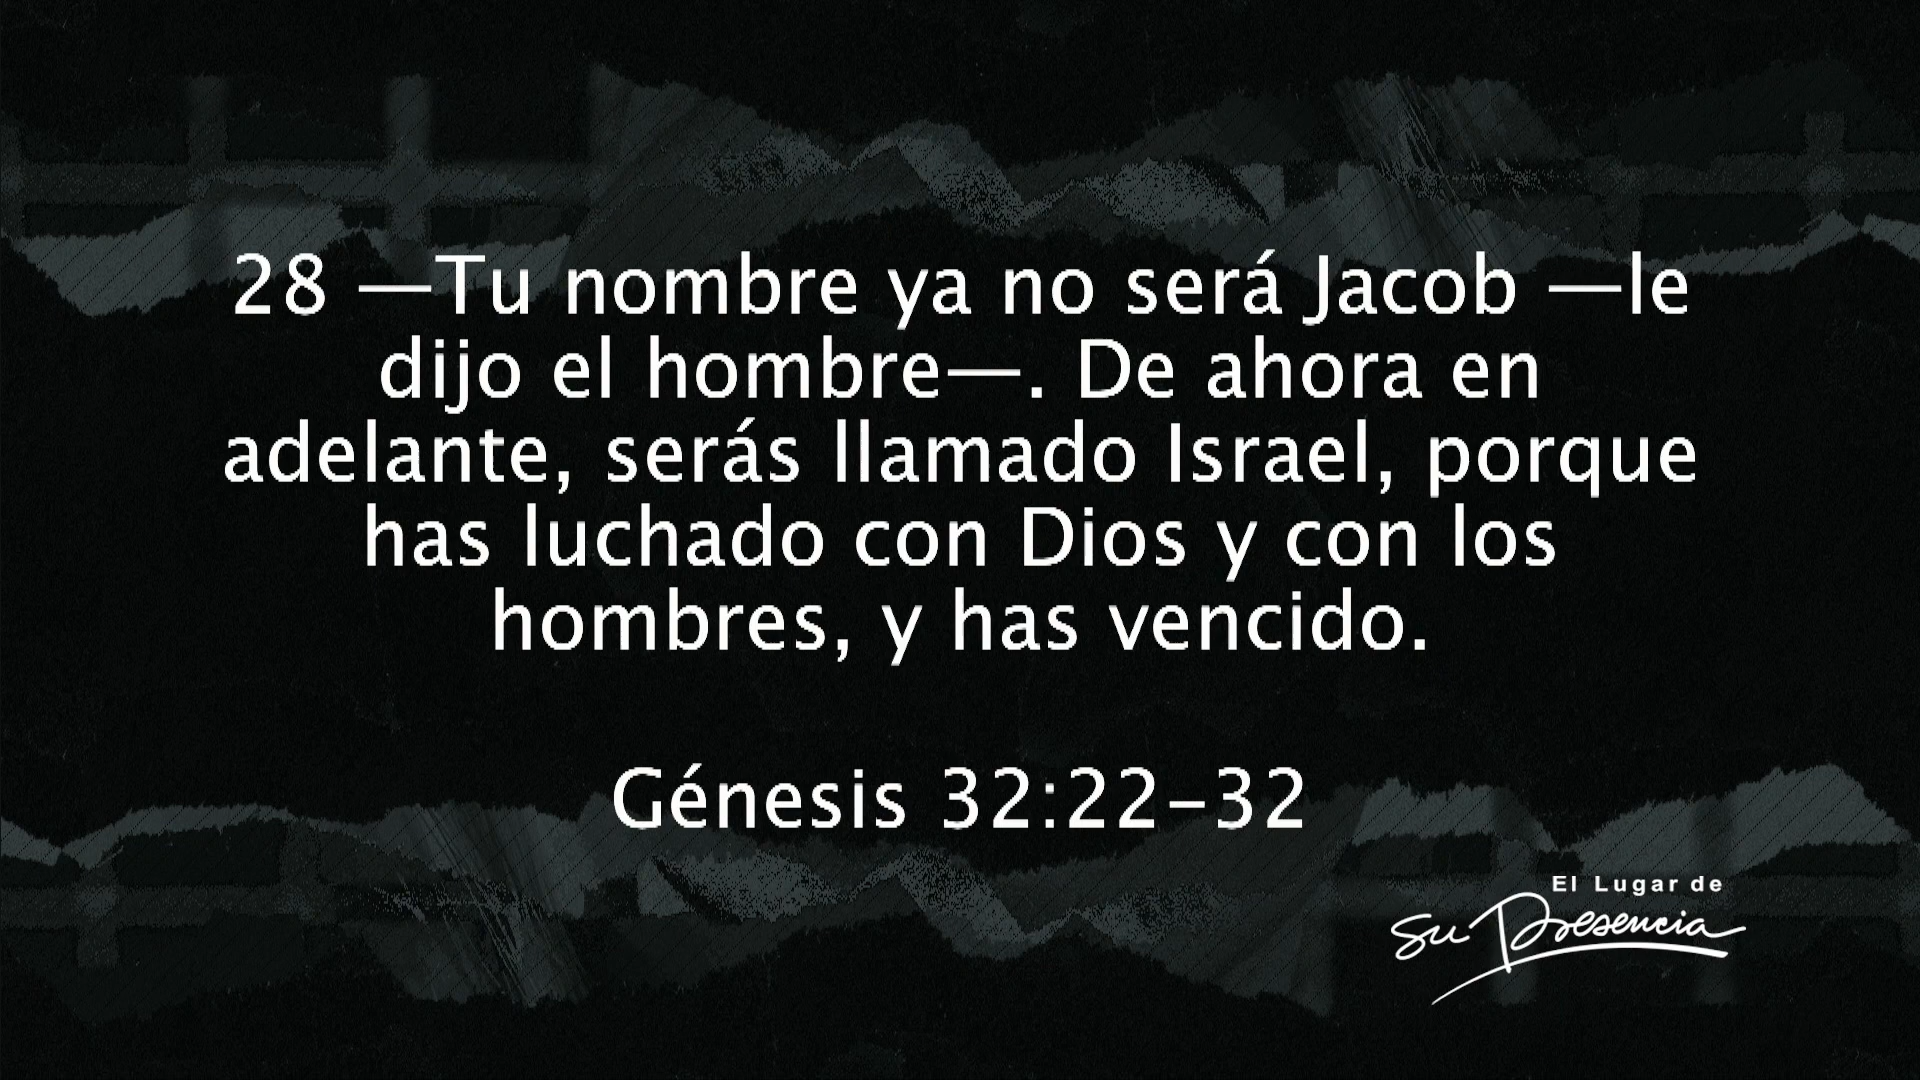 28 —Tu nombre ya no será Jacob —le
dijo el hombre—. De ahora en
adelante, serás llamado Israel, porque
has luchado con Dios y con los
hombres, y has vencido.
Génesis 32:22-32
El Lugar de
Su Presencia